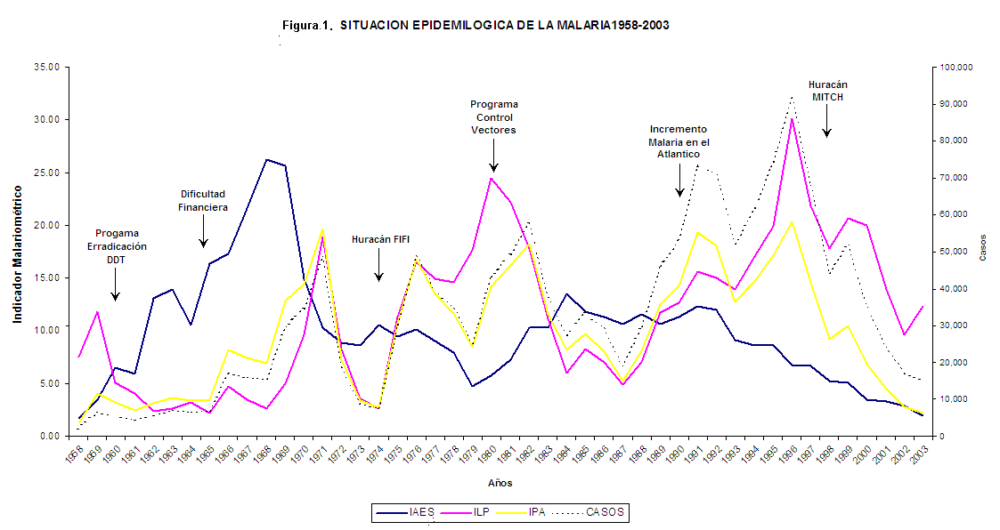 Figura.1. SITUACION EPIDEMILOGICA DE LA MALARIA1958-2003
35.00
30.00
25.00
20.00
15.00
10.00
5.00
0.00
Indicador Malariométrico
100,000
90,000
80,000
70,000
60,000
50,000
40,000
30,000
20,000
10,000
0
Casos
Progama
Erradicación
DDT
Dificultad
Financiera
Huracán FIFI
Programa
Control
Vectores
Incremento
Malaria en el
Atlantico
Huracán
MITCH
1958 1959 1960 1961 1962 1963 1964 1965 1966 1967 1968 1969 1970 1971 1972 1973 1974 1975 1976 1977 1978 1979 1980 1981 1982 1983 1984 1985 1986 1987 1988 1989 1990 1991 1992 1993 1994 1995 1996 1997 1998 1999 2000 2001 2002 2003
Años
IAES ILP IPA CASOS